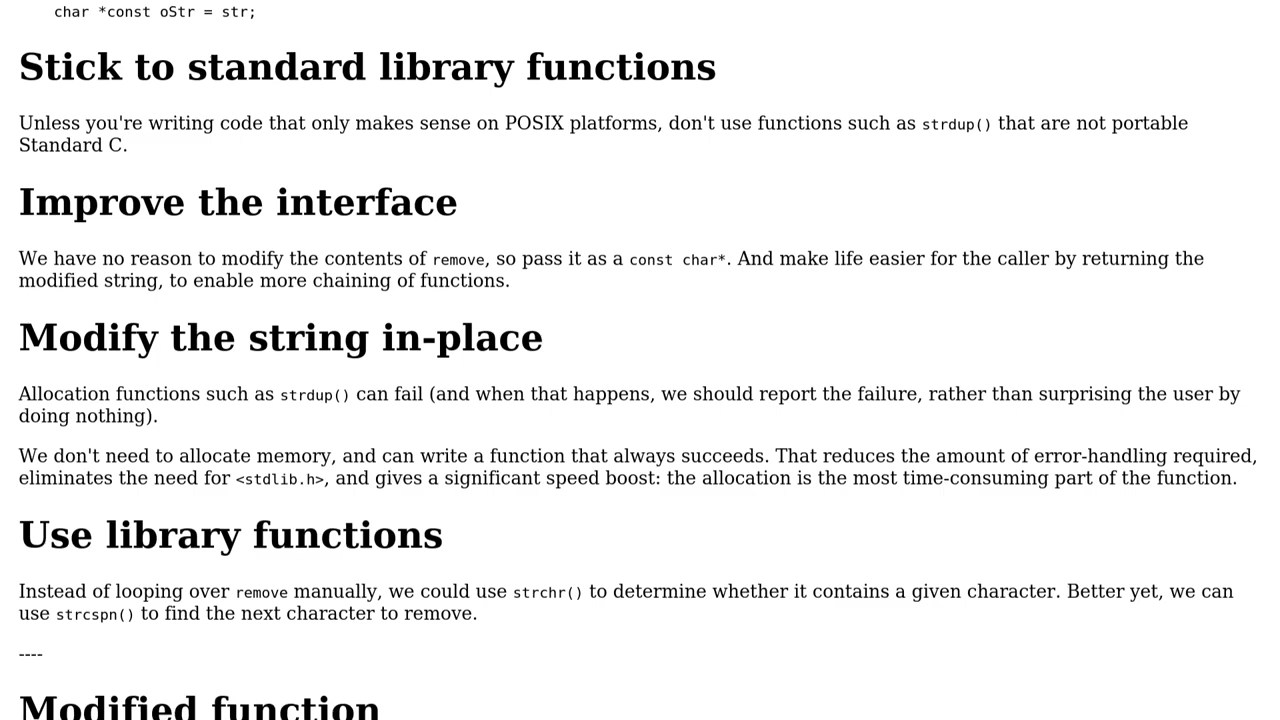 char *const oStr = str;
Stick to standard library functions
Unless you're writing code that only makes sense on POSIX platforms, don't use functions such as strdup() that are not portable
Standard C.
Improve the interface
We have no reason to modify the contents of remove, so pass it as a const char*. And make life easier for the caller by returning the
modified string, to enable more chaining of functions.
Modify the string in-place
Allocation functions such as strdup() can fail (and when that happens, we should report the failure, rather than surprising the user by
doing nothing).
We don't need to allocate memory, and can write a function that always succeeds. That reduces the amount of error-handling required,
eliminates the need for <stdlib.h>, and gives a significant speed boost: the allocation is the most time-consuming part of the function.
Use library functions
Instead of looping over remove manually, we could use strchr() to determine whether it contains a given character. Better yet, we can
use strcspn() to find the next character to remove.
----
Modified function